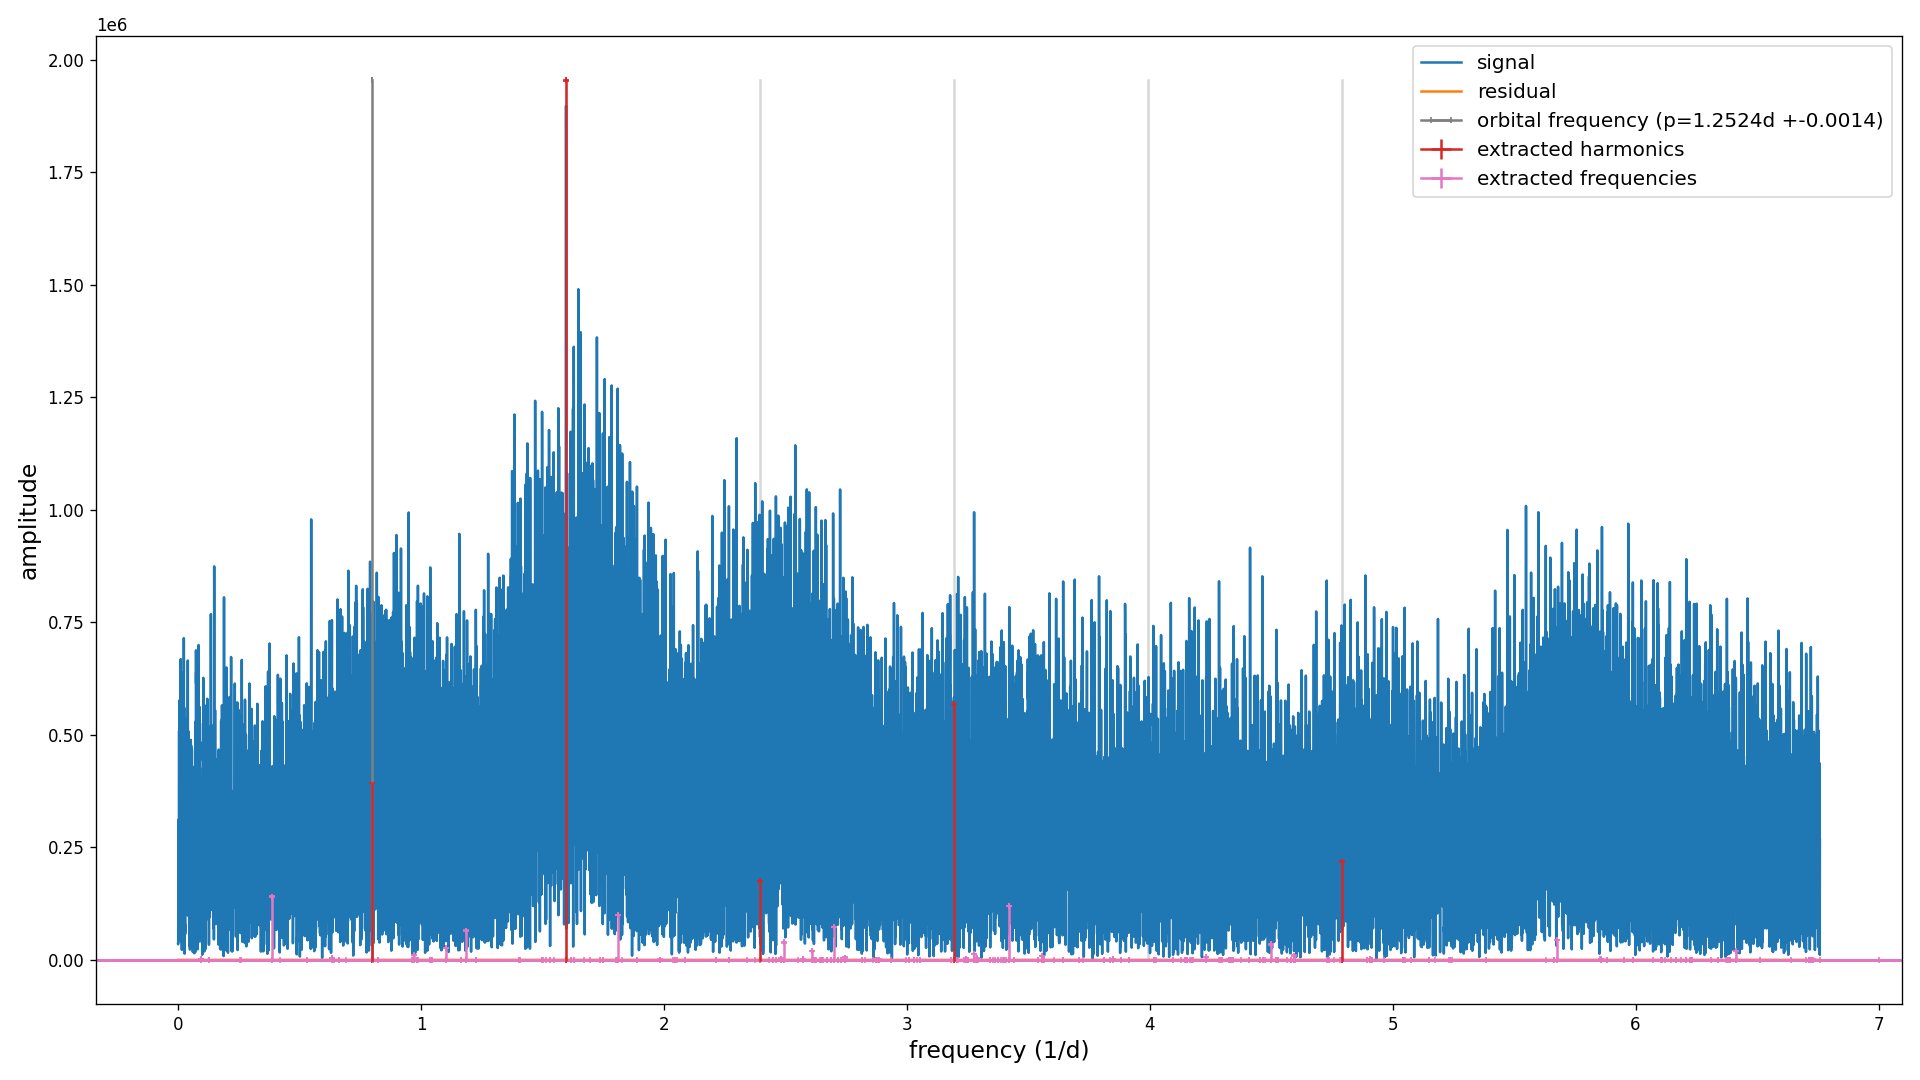 1e6
2.00
1.75
1.50
1.25
1.00
0.75
0.50
0.25
0.00
amplitude
signal
residual
orbital frequency (p=1.2524d +-0.0014)
extracted harmonics
extracted frequencies
0 1 2 3 4 5 6 7
frequency (1/d)